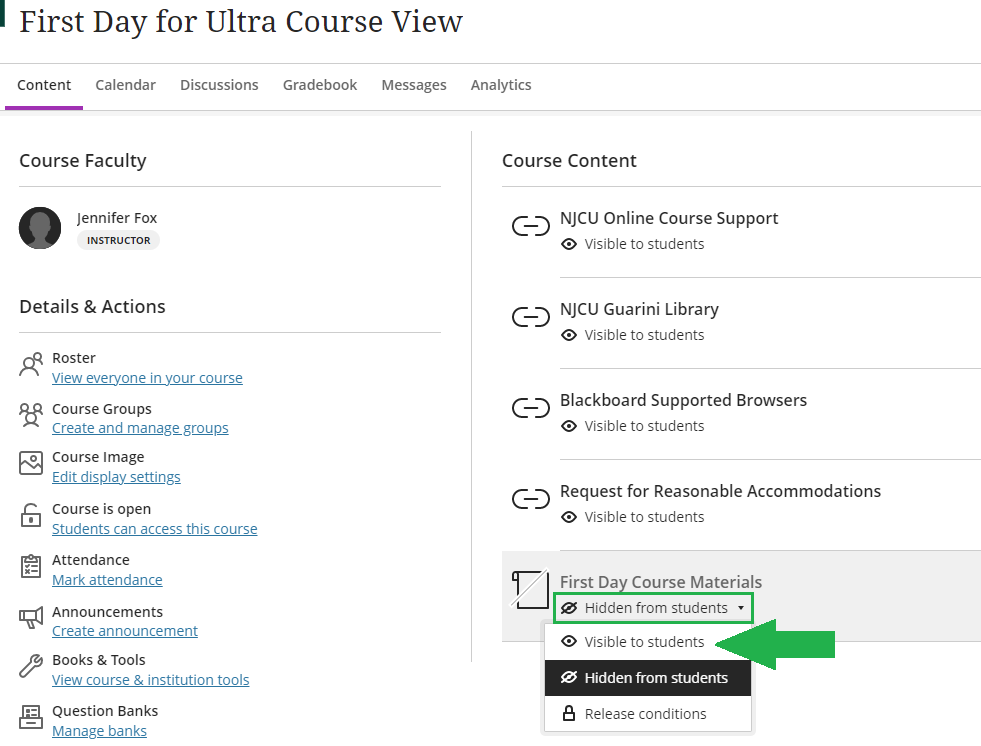 First Day for Ultra Course View
Content Calendar Discussions Gradebook Messages Analytics
Course Faculty
Jennifer Fox
INSTRUCTOR
Details & Actions
Roster
View everyone in your course
Course Groups
Create and manage groups
Course Image
Edit display settings
Course is open
Students can access this course
Attendance
Mark attendance
Announcements
Create announcement
Books & Tools
View course & institution tools
Question Banks
Manage banks
Course Content
NJCU Online Course Support
Visible to students
NJCU Guarini Library
Visible to students
Blackboard Supported Browsers
Visible to students
Request for Reasonable Accommodations
Visible to students
First Day Course Materials
Hidden from students
Visible to students
Hidden from students
Release conditions